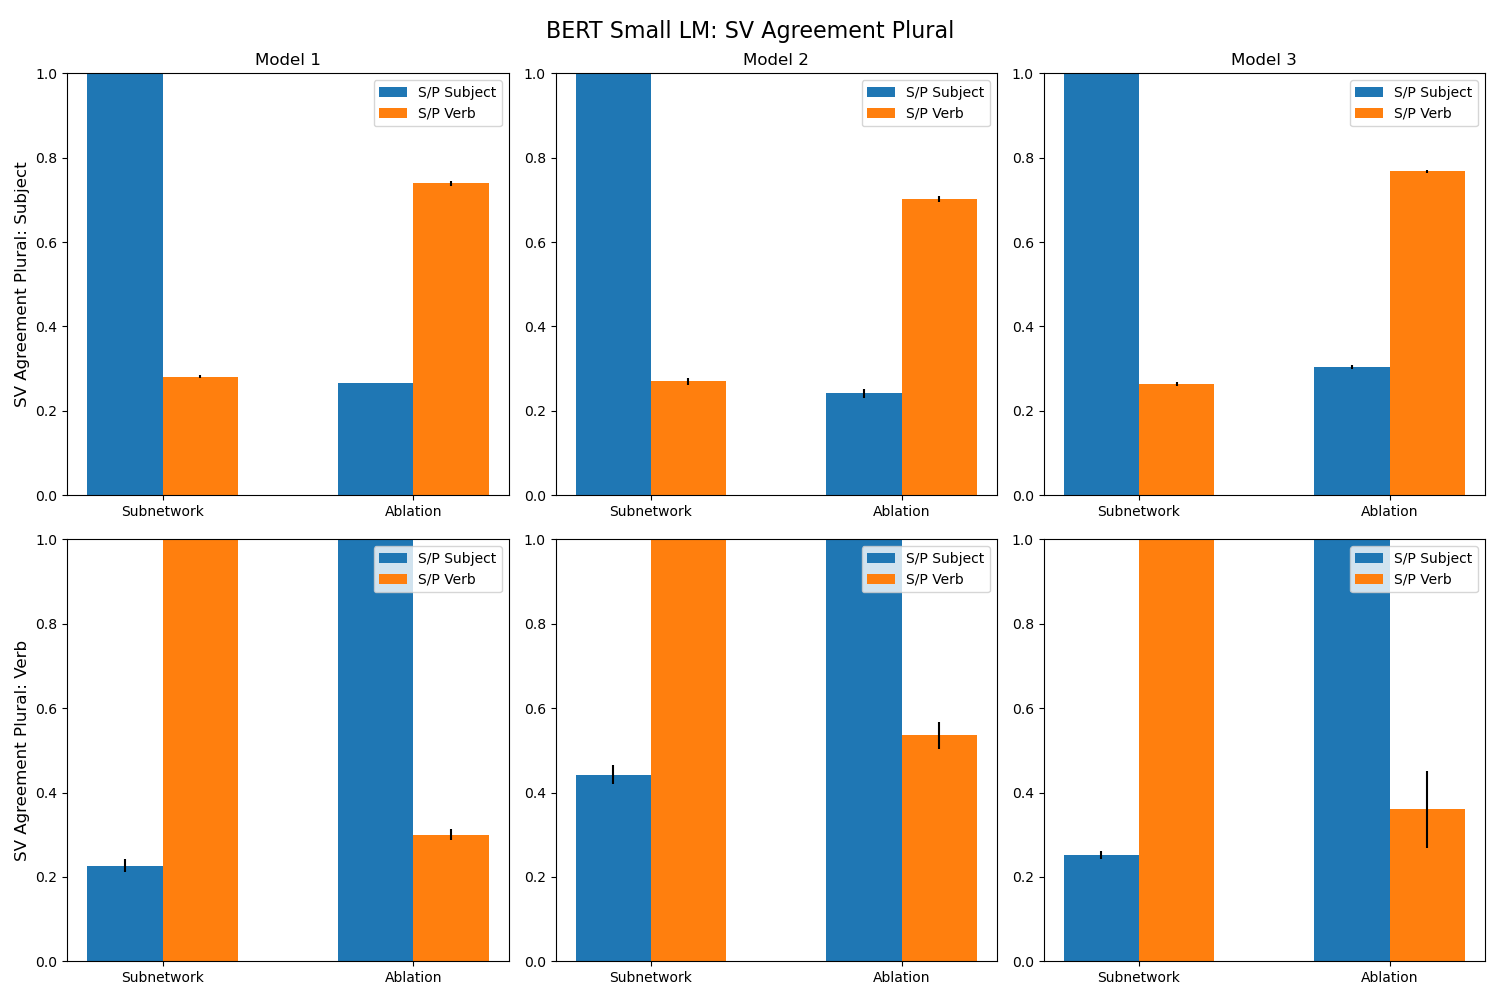 BERT Small LM: SV Agreement Plural
Model 1
Model 2
Model 3
SV Agreement Plural: Subject
1.0
0.8
0.6
0.4
0.2
0.0
S/P Subject
S/P Verb
Subnetwork
Ablation
1.0
0.8
0.6
0.4
0.2
0.0
S/P Subject
S/P Verb
Subnetwork
Ablation
1.0
0.8
0.6
0.4
0.2
0.0
S/P Subject
S/P Verb
Subnetwork
Ablation
SV Agreement Plural: Verb
1.0
0.8
0.6
0.4
0.2
0.0
S/P Subject
S/P Verb
Subnetwork
Ablation
1.0
0.8
0.6
0.4
0.2
0.0
S/P Subject
S/P Verb
Subnetwork
Ablation
1.0
0.8
0.6
0.4
0.2
0.0
S/P Subject
S/P Verb
Subnetwork
Ablation